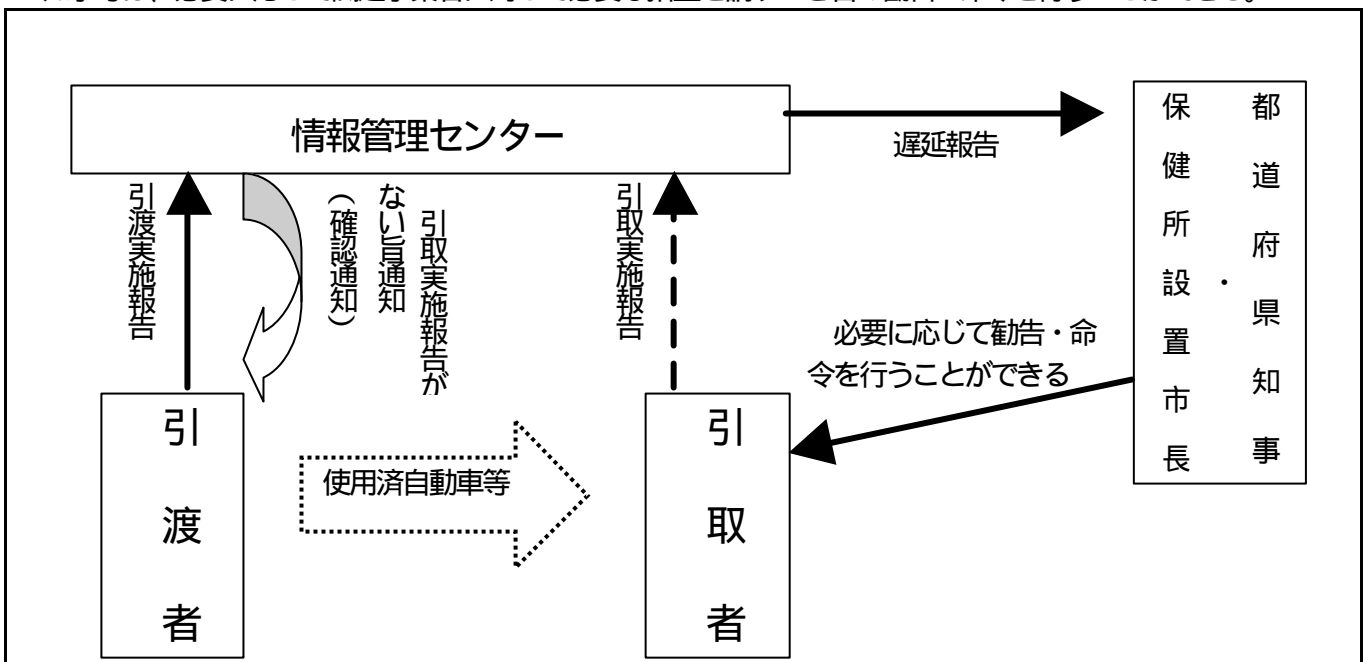 情報管理センター
遅延報告
都道府県知事・
保健所設置市長
引渡実施報告
引取実施報告が
ない旨通知
(確認通知)
引取実施報告
必要に応じて勧告・命
令を行うことができる
引渡者
使用済自動車等
引取者